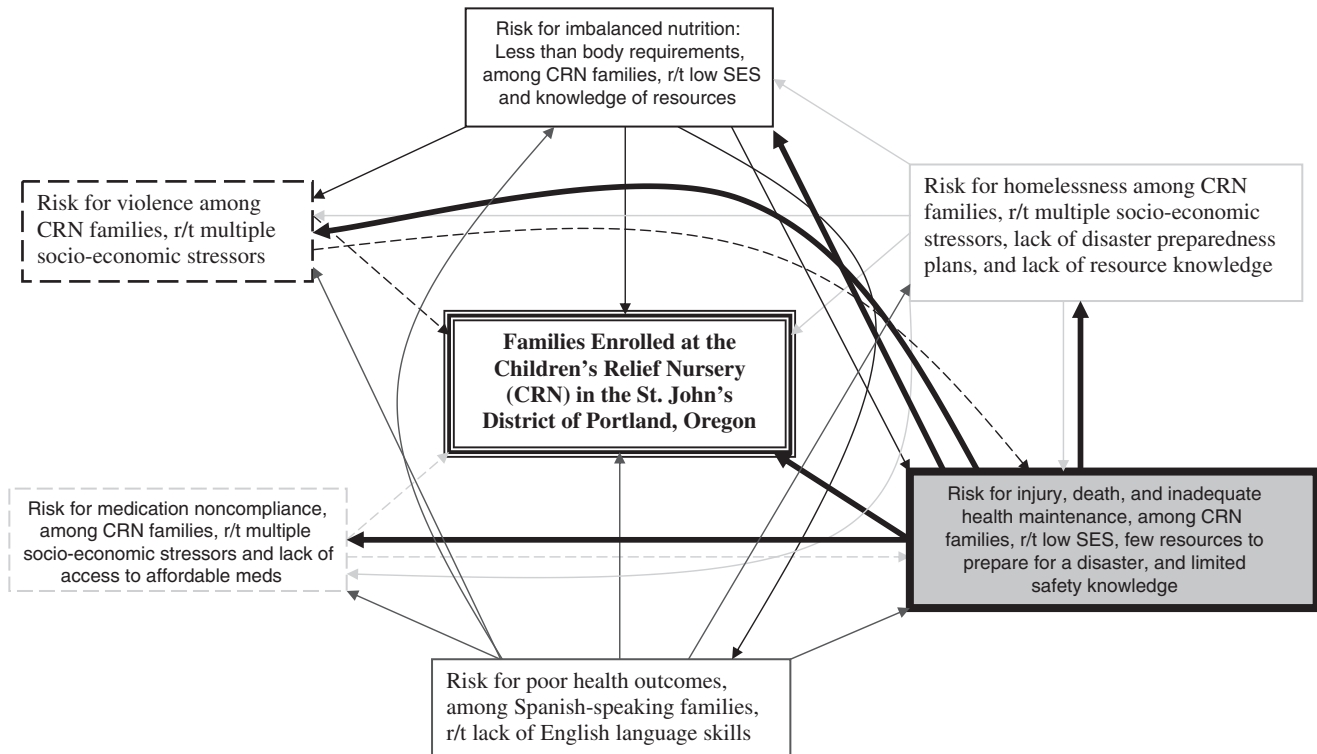 Risk for imbalanced nutrition:
Less than body requirements,
among CRN families, r/t low SES
and knowledge of resources
Risk for violence among
CRN families, r/t multiple
socio-economic stressors
Risk for homelessness among CRN
families, r/t multiple socio-economic
stressors, lack of disaster preparedness
plans, and lack of resource knowledge
Families Enrolled at the
Children’s Relief Nursery
(CRN) in the St. John’s
District of Portland, Oregon
Risk for medication noncompliance,
among CRN families, r/t multiple
socio-economic stressors and lack of
access to affordable meds
Risk for injury, death, and inadequate
health maintenance, among CRN
families, r/t low SES, few resources to
prepare for a disaster, and limited
safety knowledge
Risk for poor health outcomes,
among Spanish-speaking families,
r/t lack of English language skills